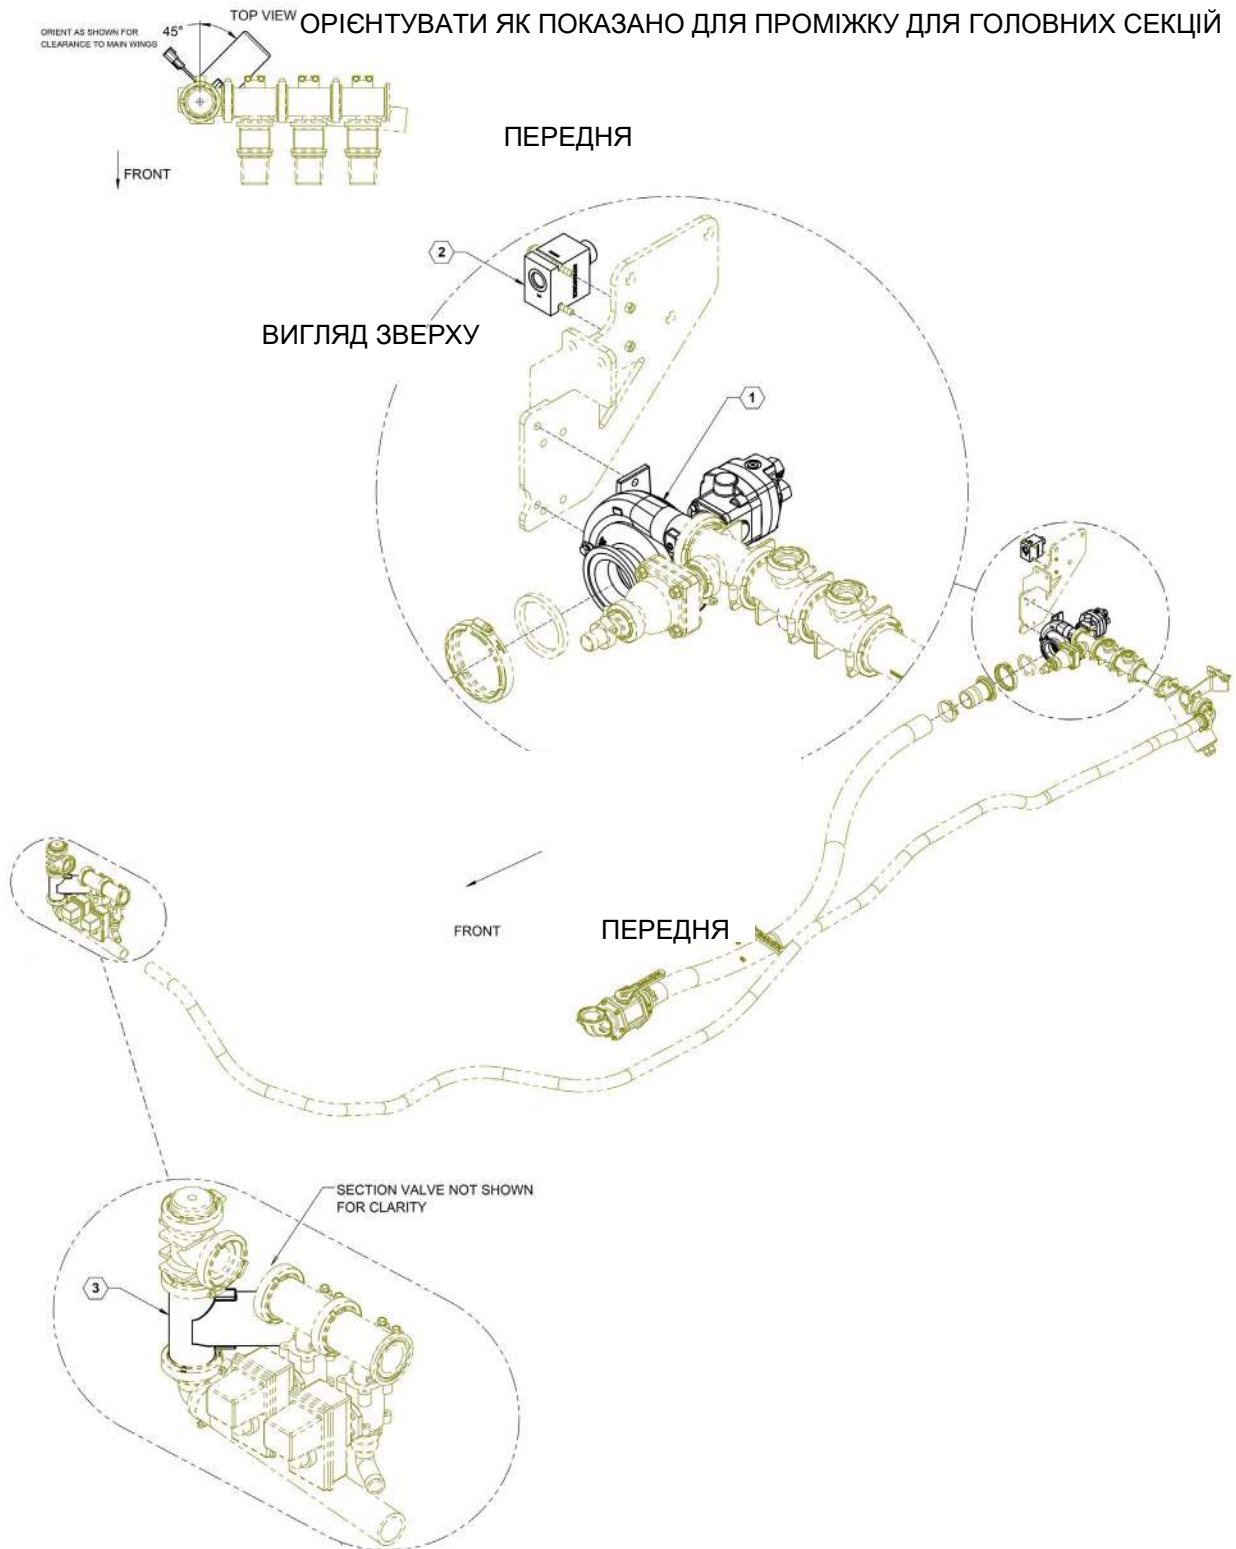 TOP VIEW
ОРІЄНТУВАТИ ЯК ПОКАЗАНО ДЛЯ ПРОМІЖКУ ДЛЯ ГОЛОВНИХ СЕКЦІЙ
ORIENT AS SHOWN FOR
CLEARANCE TO MAIN WINGS
45°
ПЕРЕДНЯ
FRONT
2
ВИГЛЯД ЗВЕРХУ
1
FRONT
ПЕРЕДНЯ
SECTION VALVE NOT SHOWN
FOR CLARITY
3